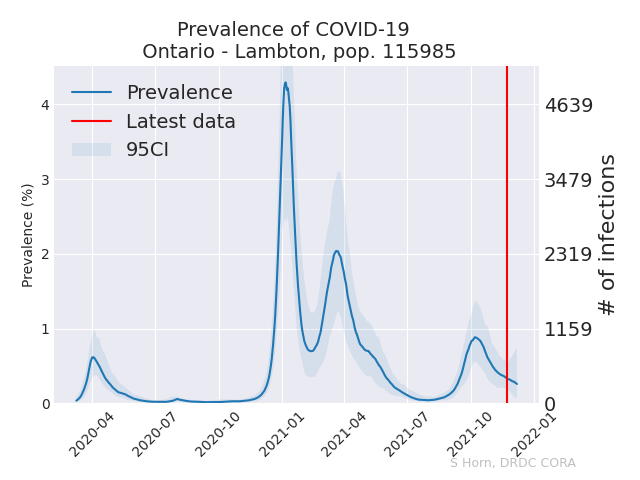 Prevalence of COVID-19
Ontario - Lambton, pop. 115985
Prevalence
Latest data
95CI
Prevalence (%)
4
3
2
1
0
4639
3479
2319
1159
0
# of infections
2020-04
2020-07
2020-10
2021-01
2021-04
2021-07
2021-10
2022-01
S Horn, DRDC CORA